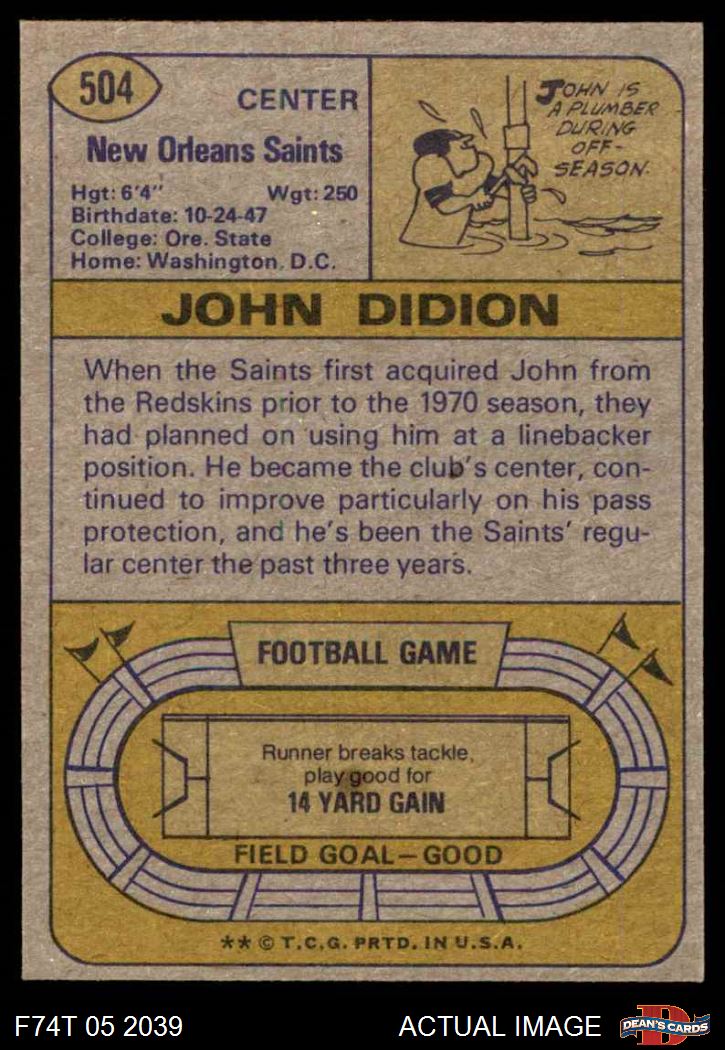 504
CENTER
New Orleans Saints
Hgt: 6'4" Wgt: 250
Birthdate: 10-24-47
College: Ore. State
Home: Washington, D.C.
JOHN IS
A PLUMBER
DURING
OFF-
SEASON.
JOHN DIDION
When the Saints first acquired John from
the Redskins prior to the 1970 season, they
had planned on using him at a linebacker
position. He became the club's center, con-
tinued to improve particularly on his pass
protection, and he's been the Saints' regu-
lar center the past three years.
FOOTBALL GAME
Runner breaks tackle,
play good for
14 YARD GAIN
FIELD GOAL—GOOD
** © T.C.G. PRTD. IN U.S.A.
F74T 05 2039 ACTUAL IMAGE
D
DEAN'S CARDS